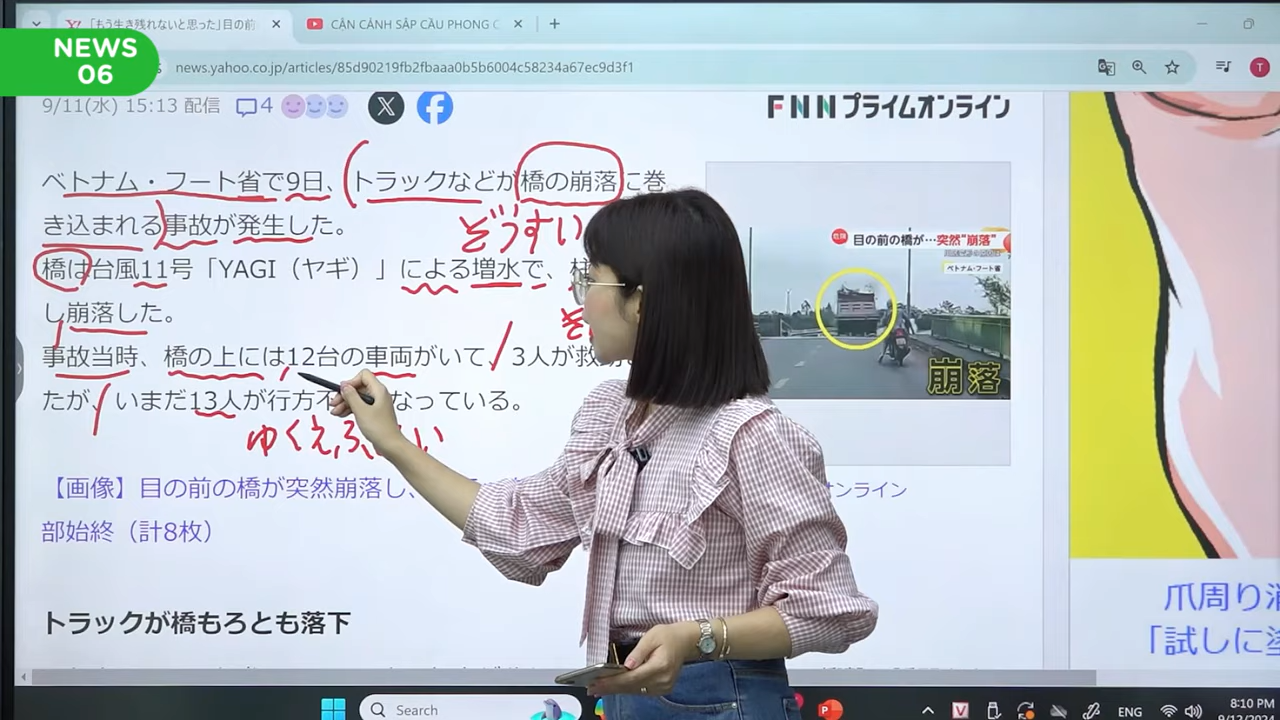 NEWS
06
「もう生き残れないと思った」目の前
CẬN CẢNH SẬP CẦU PHONG C
news.yahoo.co.jp/articles/85d90219fb2fbaaa0b5b6004c58234a67ec9d3f1
9/11(水) 15:13 配信 4
FNNプライムオンライン
ベトナム・フート省で9日、トラックなどが橋の崩落に巻
き込まれる事故が発生した。
ぞうすい
橋は台風11号「YAGI(ヤギ)」による増水で、
し崩落した。
事故当時、橋の上には12台の車両がいて、3人が救助
たが、いまだ13人が行方不 なっている。
ゆくえふ い
【画像】目の前の橋が突然崩落し、
部始終(計8枚)
トラックが橋もろとも落下
危険 目の前の橋が…突然“崩落”
ベトナム・フート省
崩落
オンライン
爪周り
「試しに塗
Search
ENG
8:10 PM